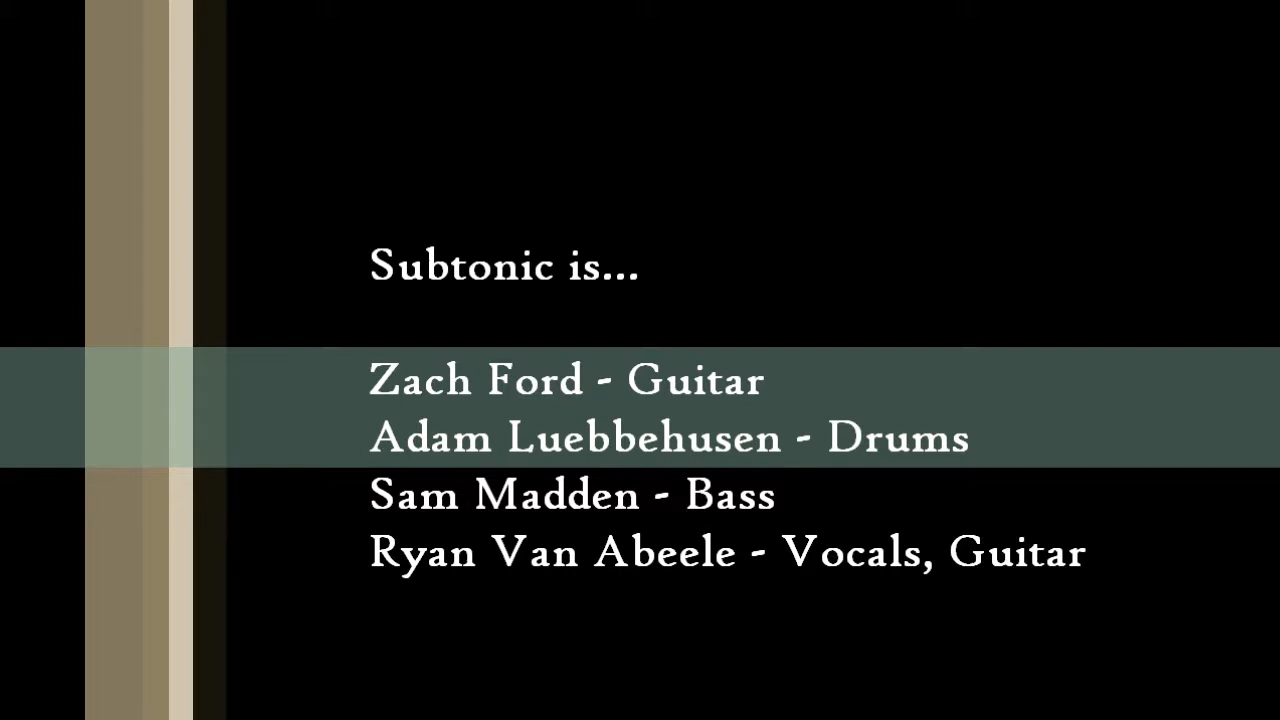 Subtonic is...
Zach Ford - Guitar
Adam Luebbehusen - Drums
Sam Madden - Bass
Ryan Van Abeele - Vocals, Guitar